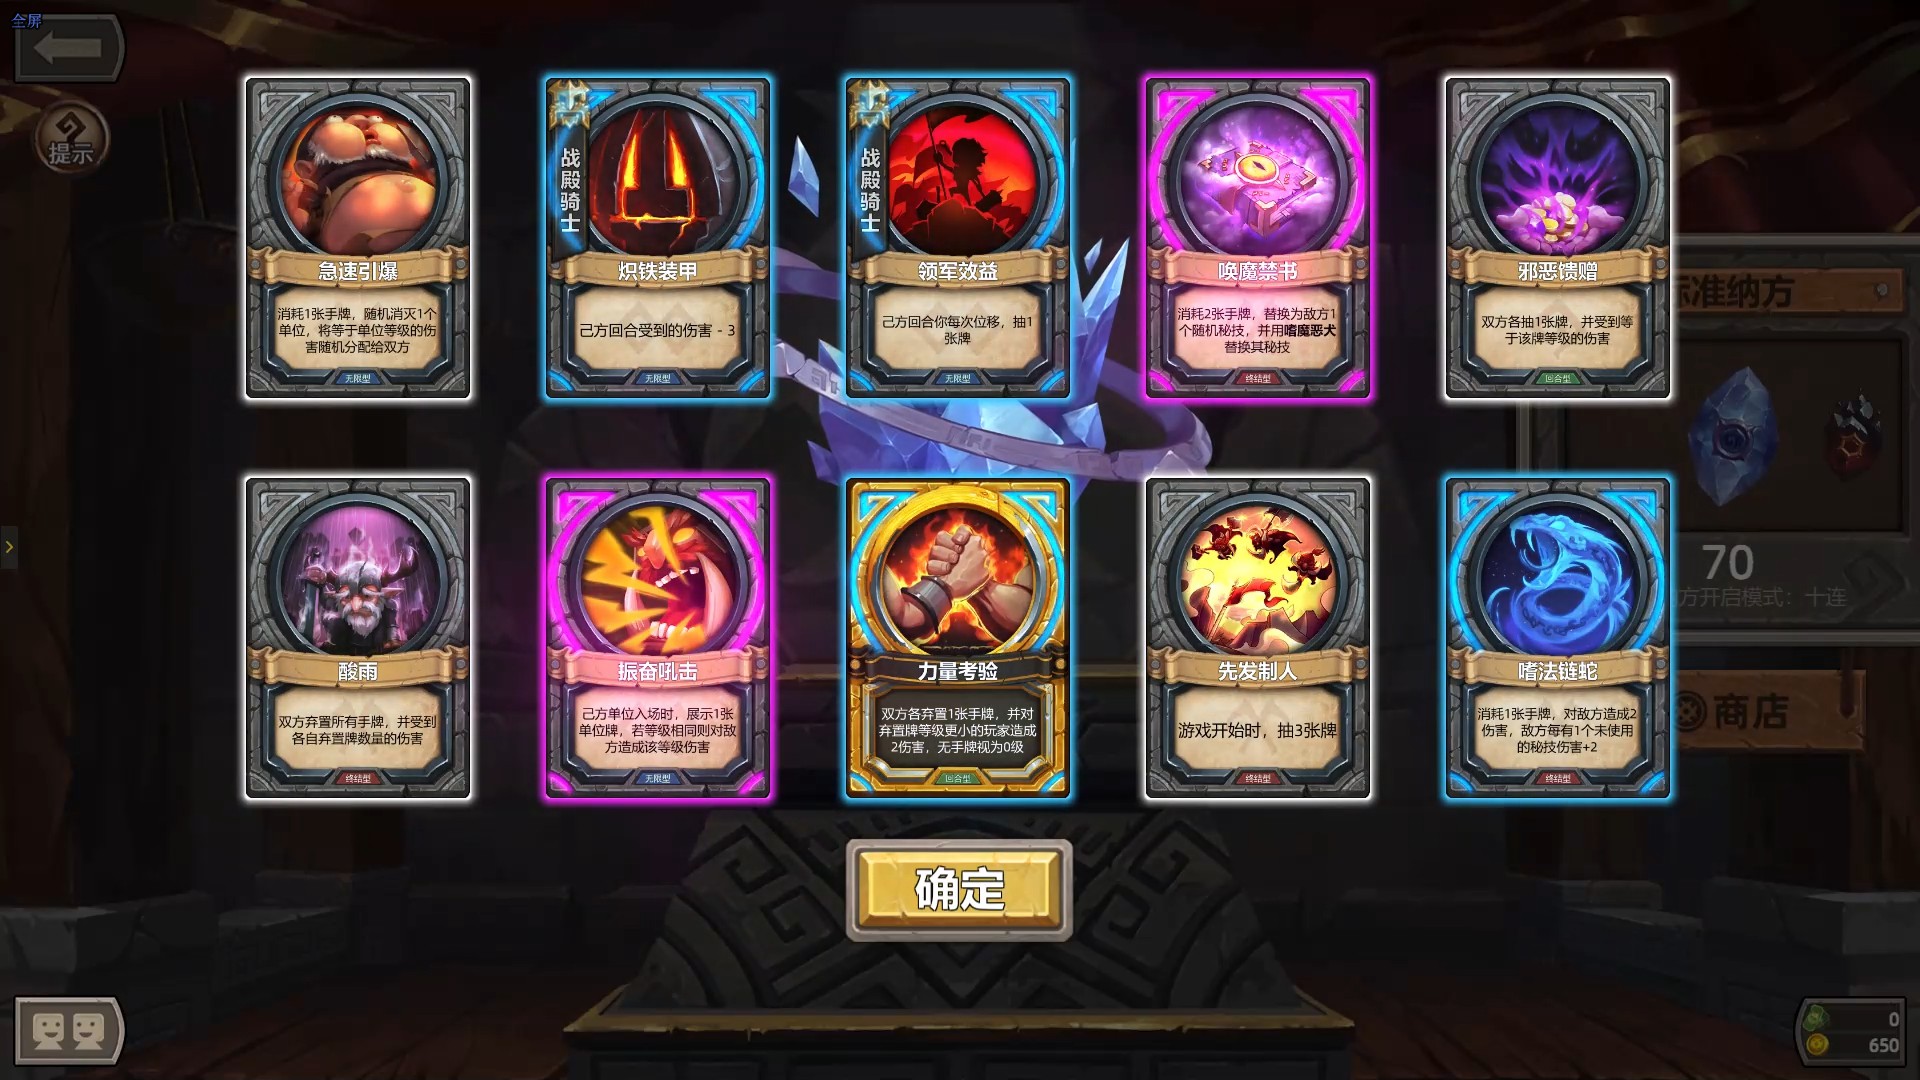 全屏
提示
战殿骑士
战殿骑士
急速引爆
炽铁装甲
领军效益
唤魔禁书
邪恶馈赠
消耗1张手牌，随机消灭1个
单位，将等于单位等级的伤
害随机分配给双方
己方回合受到的伤害 - 3
己方回合你每次位移，抽1
张牌
消耗2张手牌，替换为敌方1
个随机秘技，并用嗜魔恶犬
替换其秘技
双方各抽1张牌，并受到等
于该牌等级的伤害
无限型
无限型
无限型
终结型
回合型
标准纳方
酸雨
振奋吼击
力量考验
先发制人
嗜法链蛇
双方弃置所有手牌，并受到
各自弃置牌数量的伤害
己方单位入场时，展示1张
单位牌，若等级相同则对敌
方造成该等级伤害
双方各弃置1张手牌，并对
弃置牌等级更小的玩家造成
2伤害，无手牌视为0级
游戏开始时，抽3张牌
消耗1张手牌，对敌方造成2
伤害，敌方每有1个未使用
的秘技伤害+2
终结型
无限型
回合型
终结型
终结型
70
方开启模式：十连
商店
确定
0
650